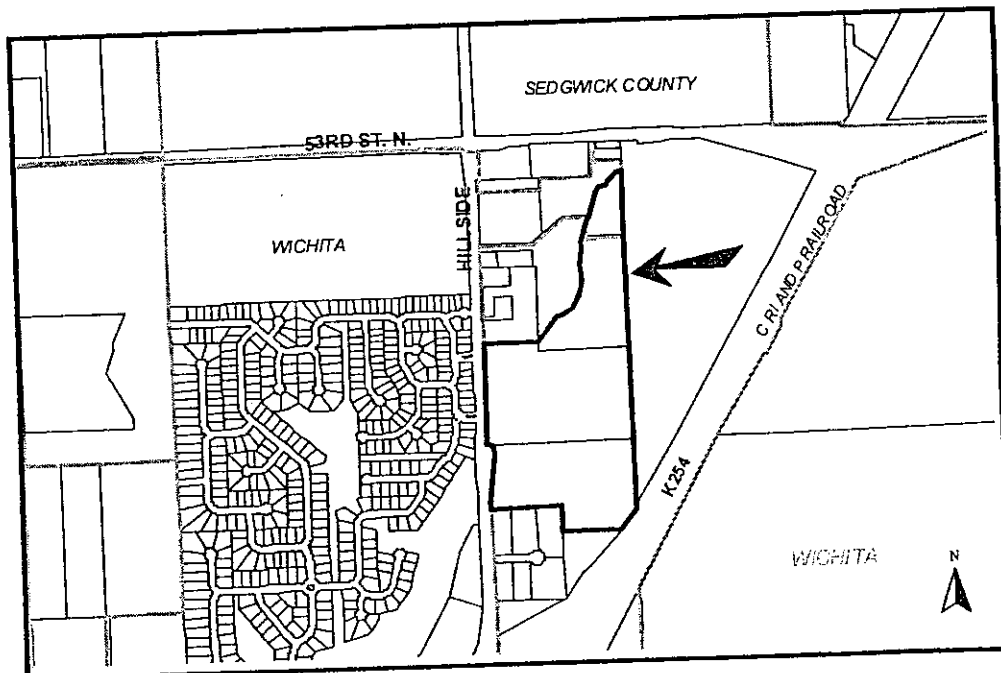 SEDGWICK COUNTY
53RD ST. N.
HILLSIDE
WICHITA
C RI AND P RAILROAD
K254
WICHITA
N